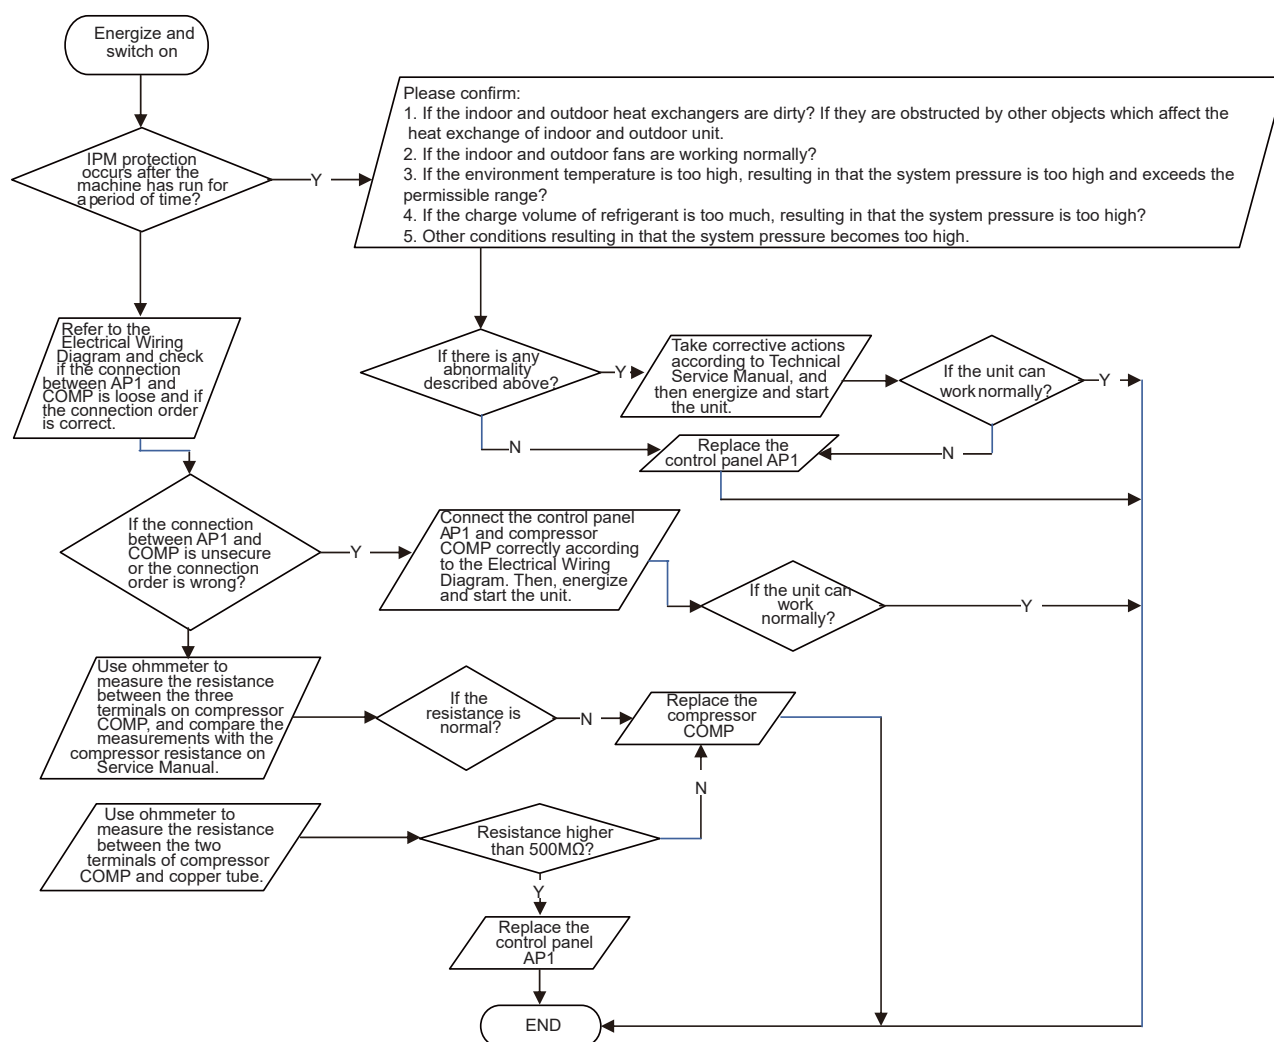 Energize and
switch on
Please confirm:
1. If the indoor and outdoor heat exchangers are dirty? If they are obstructed by other objects which affect the
heat exchange of indoor and outdoor unit.
2. If the indoor and outdoor fans are working normally?
3. If the environment temperature is too high, resulting in that the system pressure is too high and exceeds the
permissible range?
4. If the charge volume of refrigerant is too much, resulting in that the system pressure is too high?
5. Other conditions resulting in that the system pressure becomes too high.
IPM protection
occurs after the
machine has run for
a period of time?
Y
Refer to the
Electrical Wiring
Diagram and check
if the connection
between AP1 and
COMP is loose and if
the connection order
is correct.
If there is any
abnormality
described above?
Y
Take corrective actions
according to Technical
Service Manual, and
then energize and start
the unit.
If the unit can
work normally?
Y
N
Replace the
control panel AP1
N
If the connection
between AP1 and
COMP is unsecure
or the connection
order is wrong?
Y
Connect the control panel
AP1 and compressor
COMP correctly according
to the Electrical Wiring
Diagram. Then, energize
and start the unit.
If the unit can
work
normally?
Y
Use ohmmeter to
measure the resistance
between the three
terminals on compressor
COMP, and compare the
measurements with the
compressor resistance on
Service Manual.
If the
resistance is
normal?
N
Replace the
compressor
COMP
N
Use ohmmeter to
measure the resistance
between the two
terminals of compressor
COMP and copper tube.
Resistance higher
than 500MΩ?
Y
Replace the
control panel
AP1
END